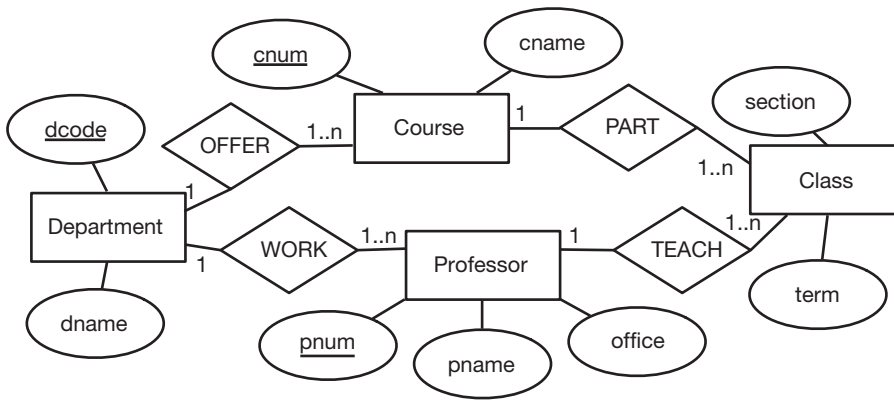 cnum
cname
section
dcode
OFFER
1..n
Course
1
PART
1..n
Class
1
Department
1
WORK
1..n
Professor
1
TEACH
1..n
dname
pnum
pname
office
term